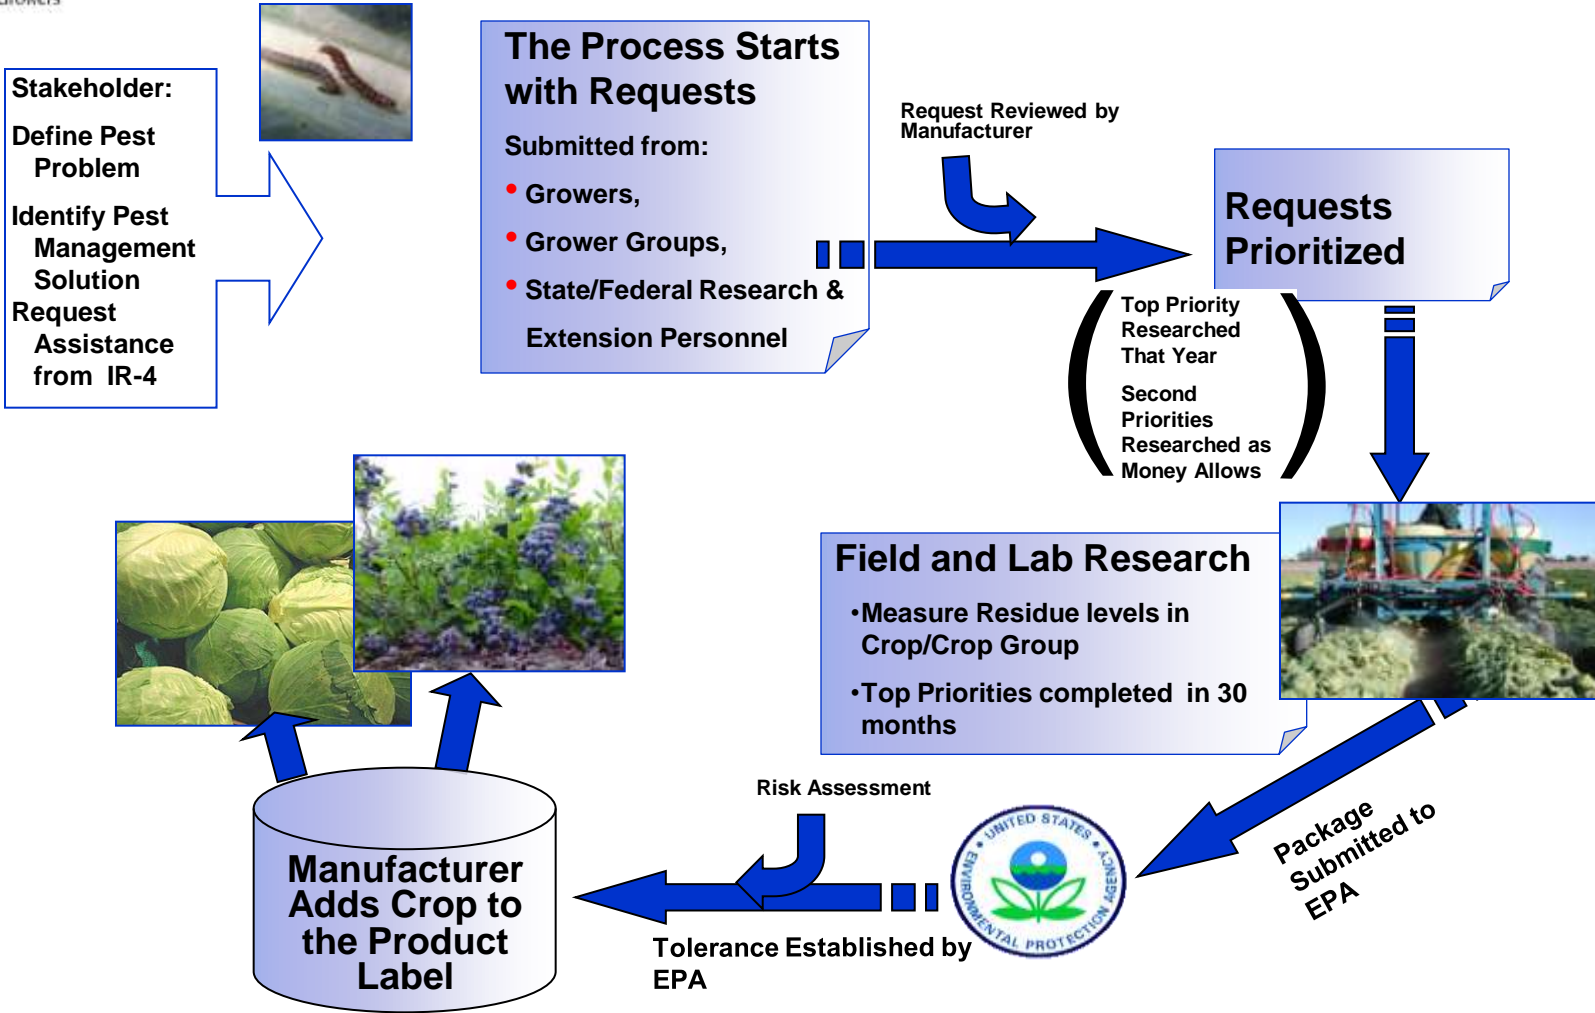 Growers
Stakeholder:
Define Pest
Problem
Identify Pest
Management
Solution
Request
Assistance
from IR-4
The Process Starts
with Requests
Submitted from:
• Growers,
• Grower Groups,
• State/Federal Research &
Extension Personnel
Request Reviewed by
Manufacturer
Requests
Prioritized
Top Priority
Researched
That Year
Second
Priorities
Researched as
Money Allows
Field and Lab Research
•Measure Residue levels in
Crop/Crop Group
•Top Priorities completed in 30
months
Package
Submitted to
EPA
UNITED STATES
ENVIRONMENTAL PROTECTION AGENCY
Risk Assessment
Tolerance Established by
EPA
Manufacturer
Adds Crop to
the Product
Label